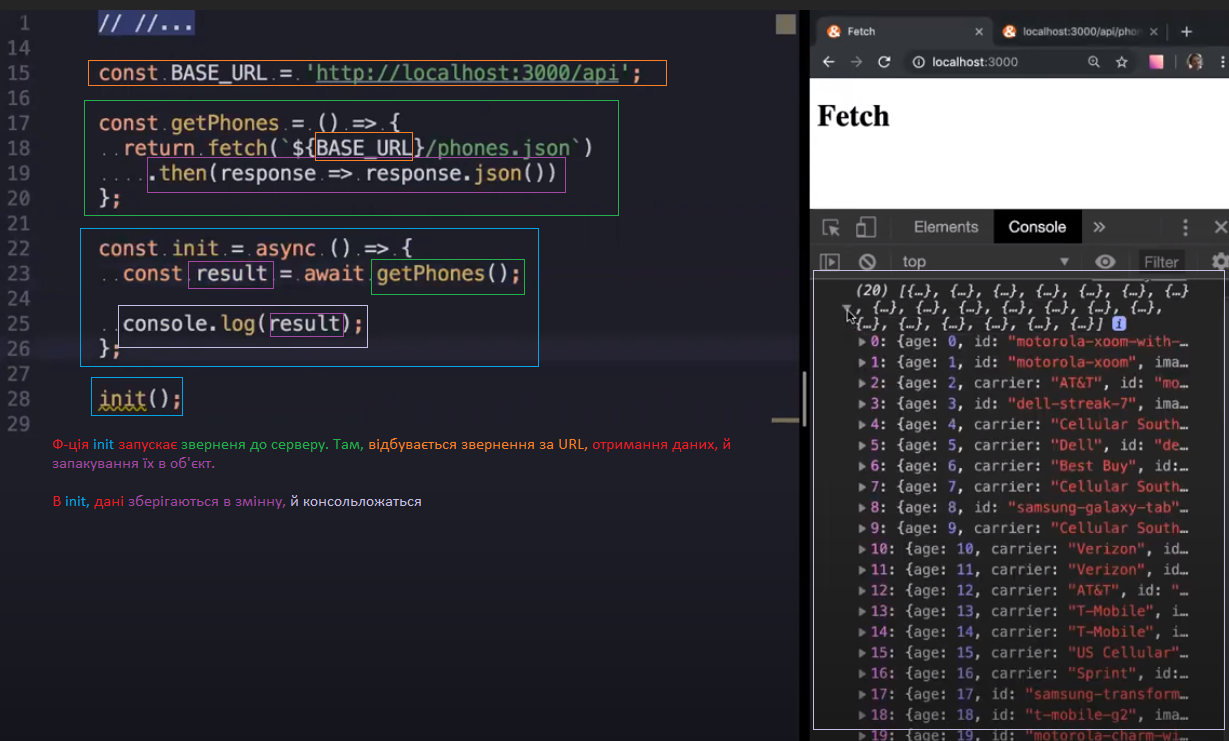 1 // //...
14
15 const BASE_URL = 'http://localhost:3000/api';
16
17 const getPhones = () => {
18 return fetch(`${BASE_URL}/phones.json`)
19 .then(response => response.json())
20 };
21
22 const init = async () => {
23 const result = await getPhones();
24
25 console.log(result);
26 };
27
28 init();
29
Ф-ція init запускає зверненя до серверу. Там, відбувається звернення за URL, отримання даних, й
запакування їх в об'єкт.
В init, дані зберігаються в змінну, й консольложаться
Fetch
localhost:3000/api/phon
localhost:3000
Fetch
Elements Console »
top Filter
(20) [{…}, {…}, {…}, {…}, {…}, {…}, {…}
, {…}, {…}, {…}, {…}, {…}, {…}, {…},
{…}, {…}, {…}, {…}, {…}, {…}] i
0: {age: 0, id: "motorola-xoom-with-…
1: {age: 1, id: "motorola-xoom", ima…
2: {age: 2, carrier: "AT&T", id: "mo…
3: {age: 3, id: "dell-streak-7", ima…
4: {age: 4, carrier: "Cellular South…
5: {age: 5, carrier: "Dell", id: "de…
6: {age: 6, carrier: "Best Buy", id:…
7: {age: 7, carrier: "Cellular South…
8: {age: 8, id: "samsung-galaxy-tab"…
9: {age: 9, carrier: "Cellular South…
10: {age: 10, carrier: "Verizon", id…
11: {age: 11, carrier: "Verizon", id…
12: {age: 12, carrier: "AT&T", id: "…
13: {age: 13, carrier: "T-Mobile", i…
14: {age: 14, carrier: "T-Mobile", i…
15: {age: 15, carrier: "US Cellular"…
16: {age: 16, carrier: "Sprint", id:…
17: {age: 17, id: "samsung-transform…
18: {age: 18, id: "t-mobile-g2", ima…
19: {age: 19, id: "motorola-charm-wi…